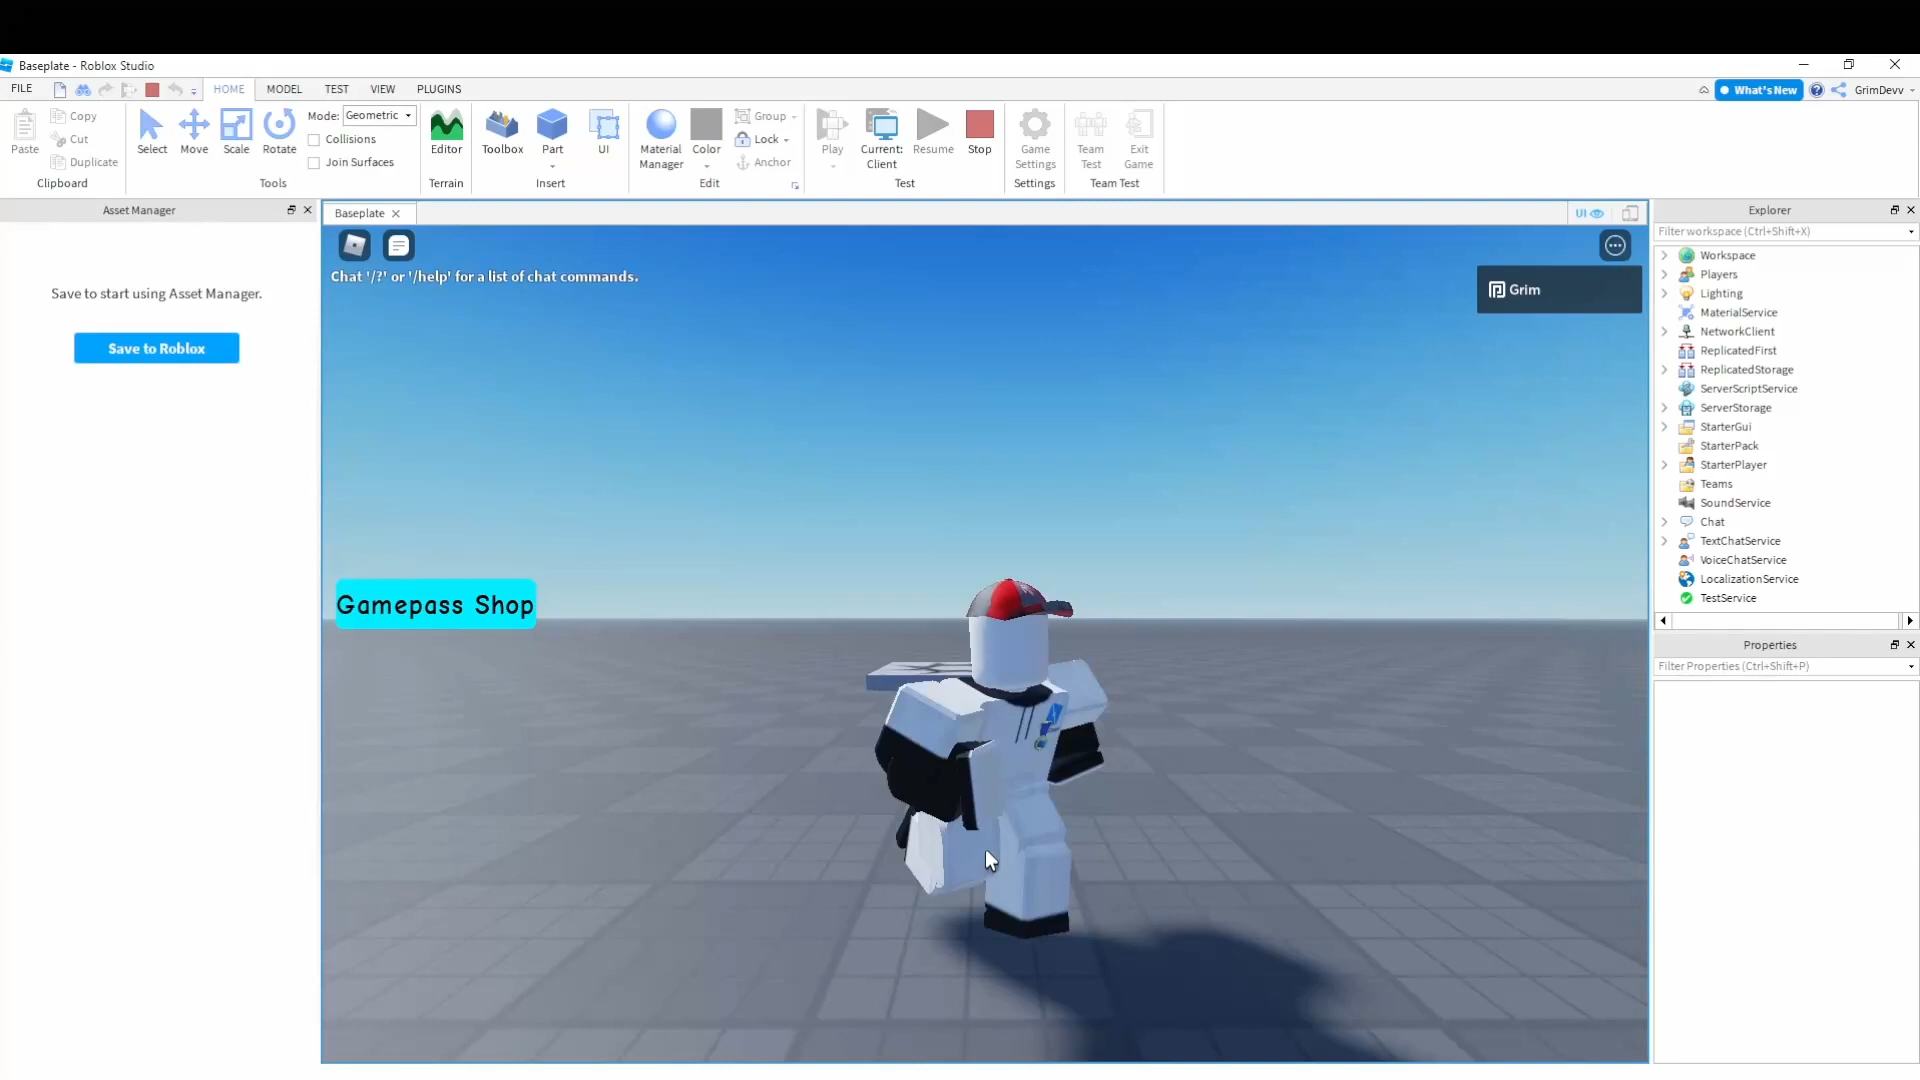 Baseplate - Roblox Studio
FILE HOME MODEL TEST VIEW PLUGINS What's New GrimDevv
Paste Copy Cut Duplicate Clipboard
Select Move Scale Rotate Mode: Geometric Collisions Join Surfaces Tools
Editor Terrain
Toolbox Part UI Insert
Material Manager Color Group Lock Anchor Edit
Play Current: Client Resume Stop Test
Game Settings Settings
Team Test Exit Game Team Test
Asset Manager
Save to start using Asset Manager.
Save to Roblox
Baseplate
UI
Chat '/?' or '/help' for a list of chat commands.
Grim
Gamepass Shop
Explorer
Filter workspace (Ctrl+Shift+X)
Workspace
Players
Lighting
MaterialService
NetworkClient
ReplicatedFirst
ReplicatedStorage
ServerScriptService
ServerStorage
StarterGui
StarterPack
StarterPlayer
Teams
SoundService
Chat
TextChatService
VoiceChatService
LocalizationService
TestService
Properties
Filter Properties (Ctrl+Shift+P)